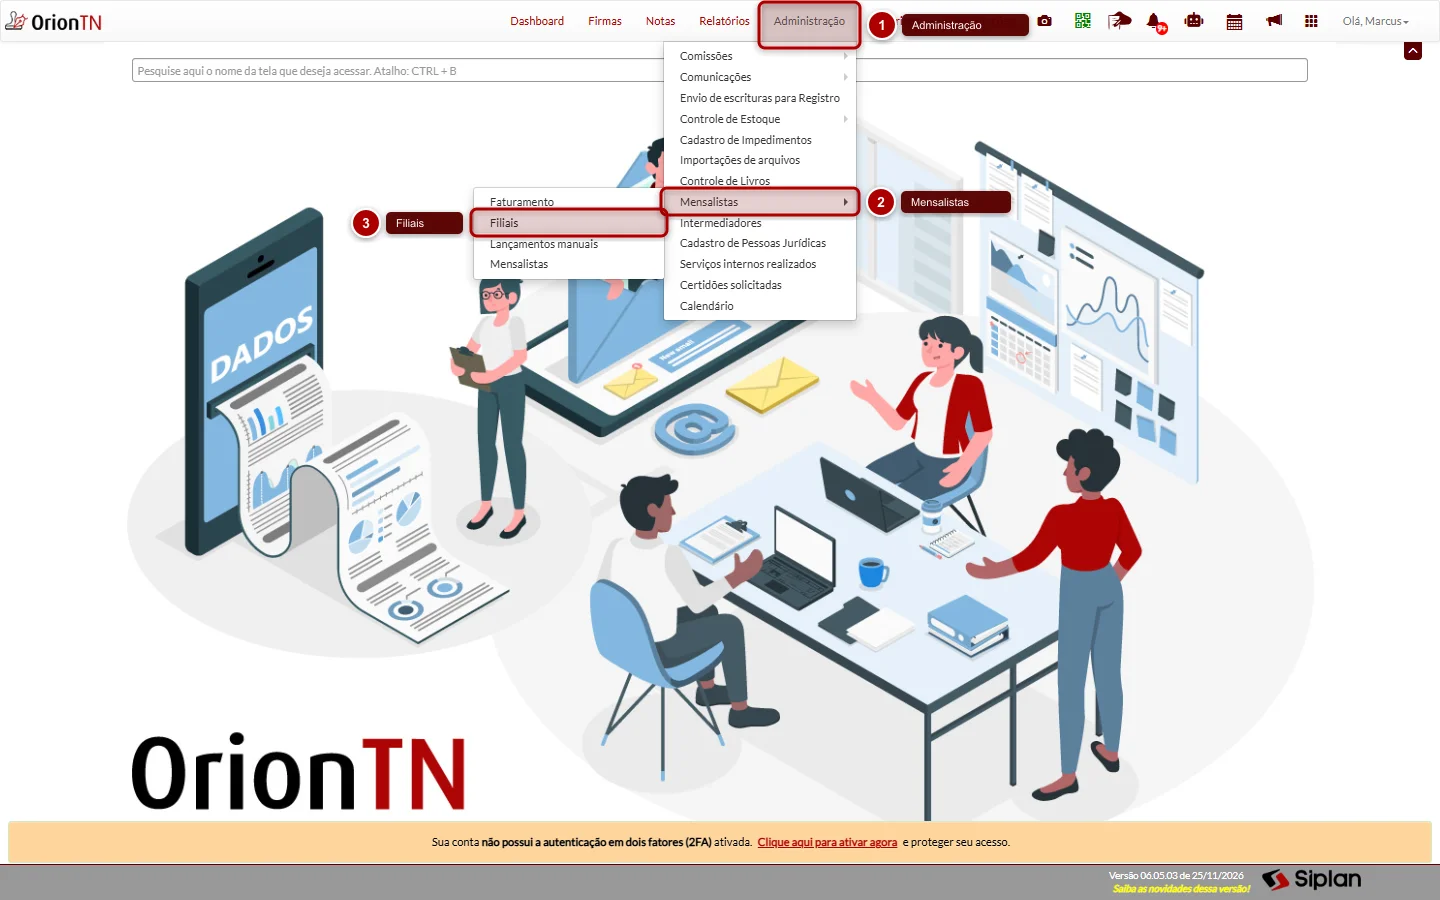 OrionTN
Dashboard
Firmas
Notas
Relatórios
Administração
1
Administração
9+
Olá, Marcus
Pesquise aqui o nome da tela que deseja acessar. Atalho: CTRL + B
Comissões
Comunicações
Envio de escrituras para Registro
Controle de Estoque
Cadastro de Impedimentos
Importações de arquivos
Controle de Livros
Mensalistas
2
Mensalistas
Intermediadores
Cadastro de Pessoas Jurídicas
Serviços internos realizados
Certidões solicitadas
Calendário
Faturamento
3
Filiais
Filiais
Lançamentos manuais
Mensalistas
DADOS
New email
@
OrionTN
Sua conta não possui a autenticação em dois fatores (2FA) ativada. Clique aqui para ativar agora e proteger seu acesso.
Versão 06.05.03 de 25/11/2026
Saiba as novidades dessa versão!
Siplan